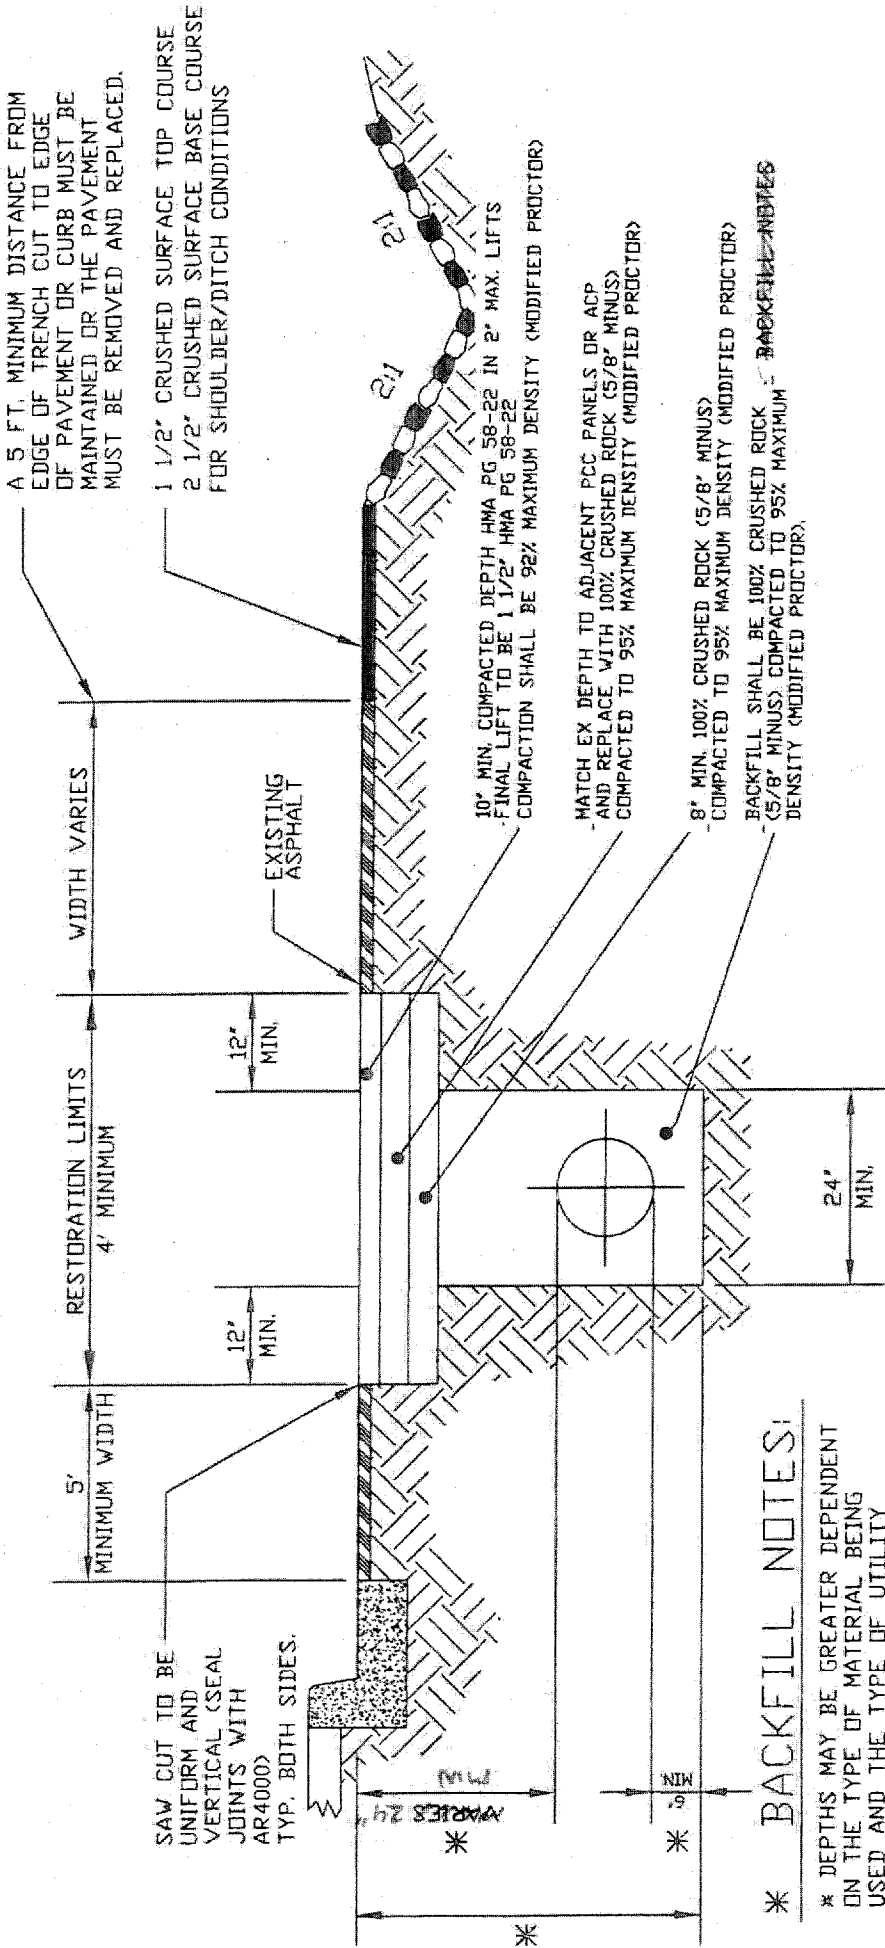 A 5 FT. MINIMUM DISTANCE FROM
EDGE OF TRENCH CUT TO EDGE
OF PAVEMENT OR CURB MUST BE
MAINTAINED OR THE PAVEMENT
MUST BE REMOVED AND REPLACED.
1 1/2" CRUSHED SURFACE TOP COURSE
2 1/2" CRUSHED SURFACE BASE COURSE
FOR SHOULDER/DITCH CONDITIONS
5'
MINIMUM WIDTH
RESTORATION LIMITS
4' MINIMUM
WIDTH VARIES
SAW CUT TO BE
UNIFORM AND
VERTICAL (SEAL
JOINTS WITH
AR4000)
TYP. BOTH SIDES.
12"
MIN.
12"
MIN.
EXISTING
ASPHALT
2:1
2:1
10" MIN. COMPACTED DEPTH HMA PG 58-22 IN 2" MAX. LIFTS
FINAL LIFT TO BE 1 1/2" HMA PG 58-22
COMPACTION SHALL BE 92% MAXIMUM DENSITY (MODIFIED PROCTOR)
MATCH EX DEPTH TO ADJACENT PCC PANELS OR ACP
AND REPLACE WITH 100% CRUSHED ROCK (5/8" MINUS)
COMPACTED TO 95% MAXIMUM DENSITY (MODIFIED PROCTOR)
8" MIN. 100% CRUSHED ROCK (5/8" MINUS)
COMPACTED TO 95% MAXIMUM DENSITY (MODIFIED PROCTOR)
BACKFILL SHALL BE 100% CRUSHED ROCK
(5/8" MINUS). COMPACTED TO 95% MAXIMUM - BACKFILL NOTES
DENSITY (MODIFIED PROCTOR).
*
* VARIES 24"
MIN
* 6"
MIN.
24"
MIN.
* BACKFILL NOTES:
* DEPTHS MAY BE GREATER DEPENDENT
ON THE TYPE OF MATERIAL BEING
USED AND THE TYPE OF UTILITY